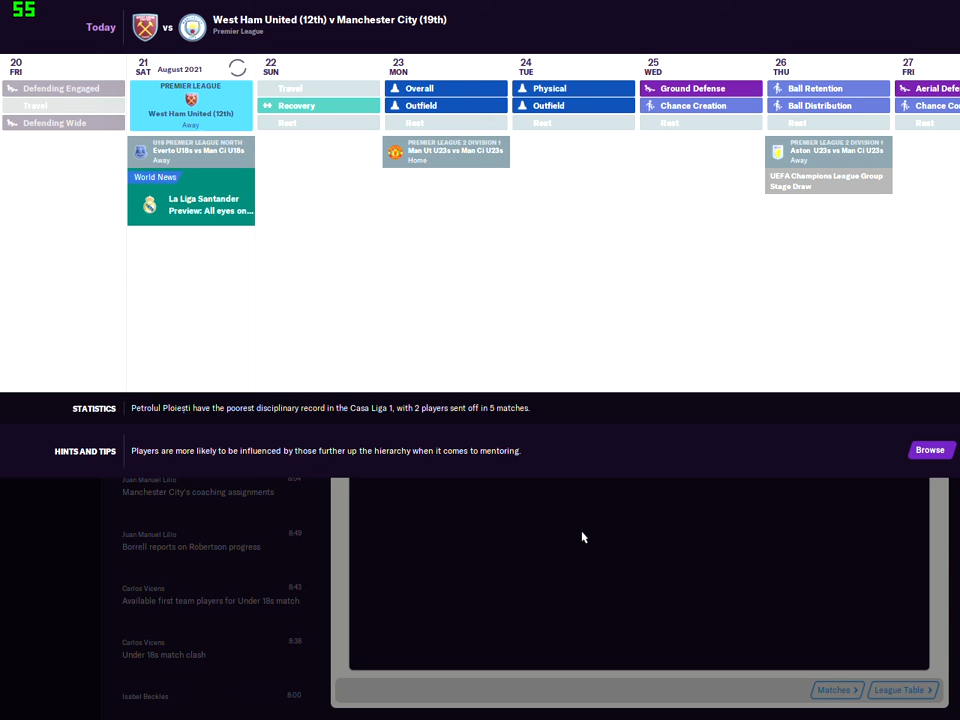 55
Today
West Ham United (12th) v Manchester City (19th)
vs
Premier League
20
FRI
21
SAT
August 2021
22
SUN
23
MON
24
TUE
25
WED
26
THU
27
FRI
Defending Engaged
Travel
Defending Wide
PREMIER LEAGUE
West Ham United (12th)
Away
Travel
Recovery
Rest
Overall
Outfield
Rest
Physical
Outfield
Rest
Ground Defense
Chance Creation
Rest
Ball Retention
Ball Distribution
Rest
Aerial Defe
Chance Co
Rest
U18 PREMIER LEAGUE NORTH
Everto U18s vs Man Ci U18s
Away
World News
La Liga Santander
Preview: All eyes on...
PREMIER LEAGUE 2 DIVISION 1
Man Ut U23s vs Man Ci U23s
Home
PREMIER LEAGUE 2 DIVISION 1
Aston U23s vs Man Ci U23s
Away
UEFA Champions League Group
Stage Draw
STATISTICS
Petrolul Ploiești have the poorest disciplinary record in the Casa Liga 1, with 2 players sent off in 5 matches.
HINTS AND TIPS
Players are more likely to be influenced by those further up the hierarchy when it comes to mentoring.
Browse
Juan Manuel Lillo
Manchester City's coaching assignments
Juan Manuel Lillo 8:49
Borrell reports on Robertson progress
Carlos Vicens 8:43
Available first team players for Under 18s match
Carlos Vicens 8:38
Under 18s match clash
Isabel Beckles 8:00
Matches
League Table